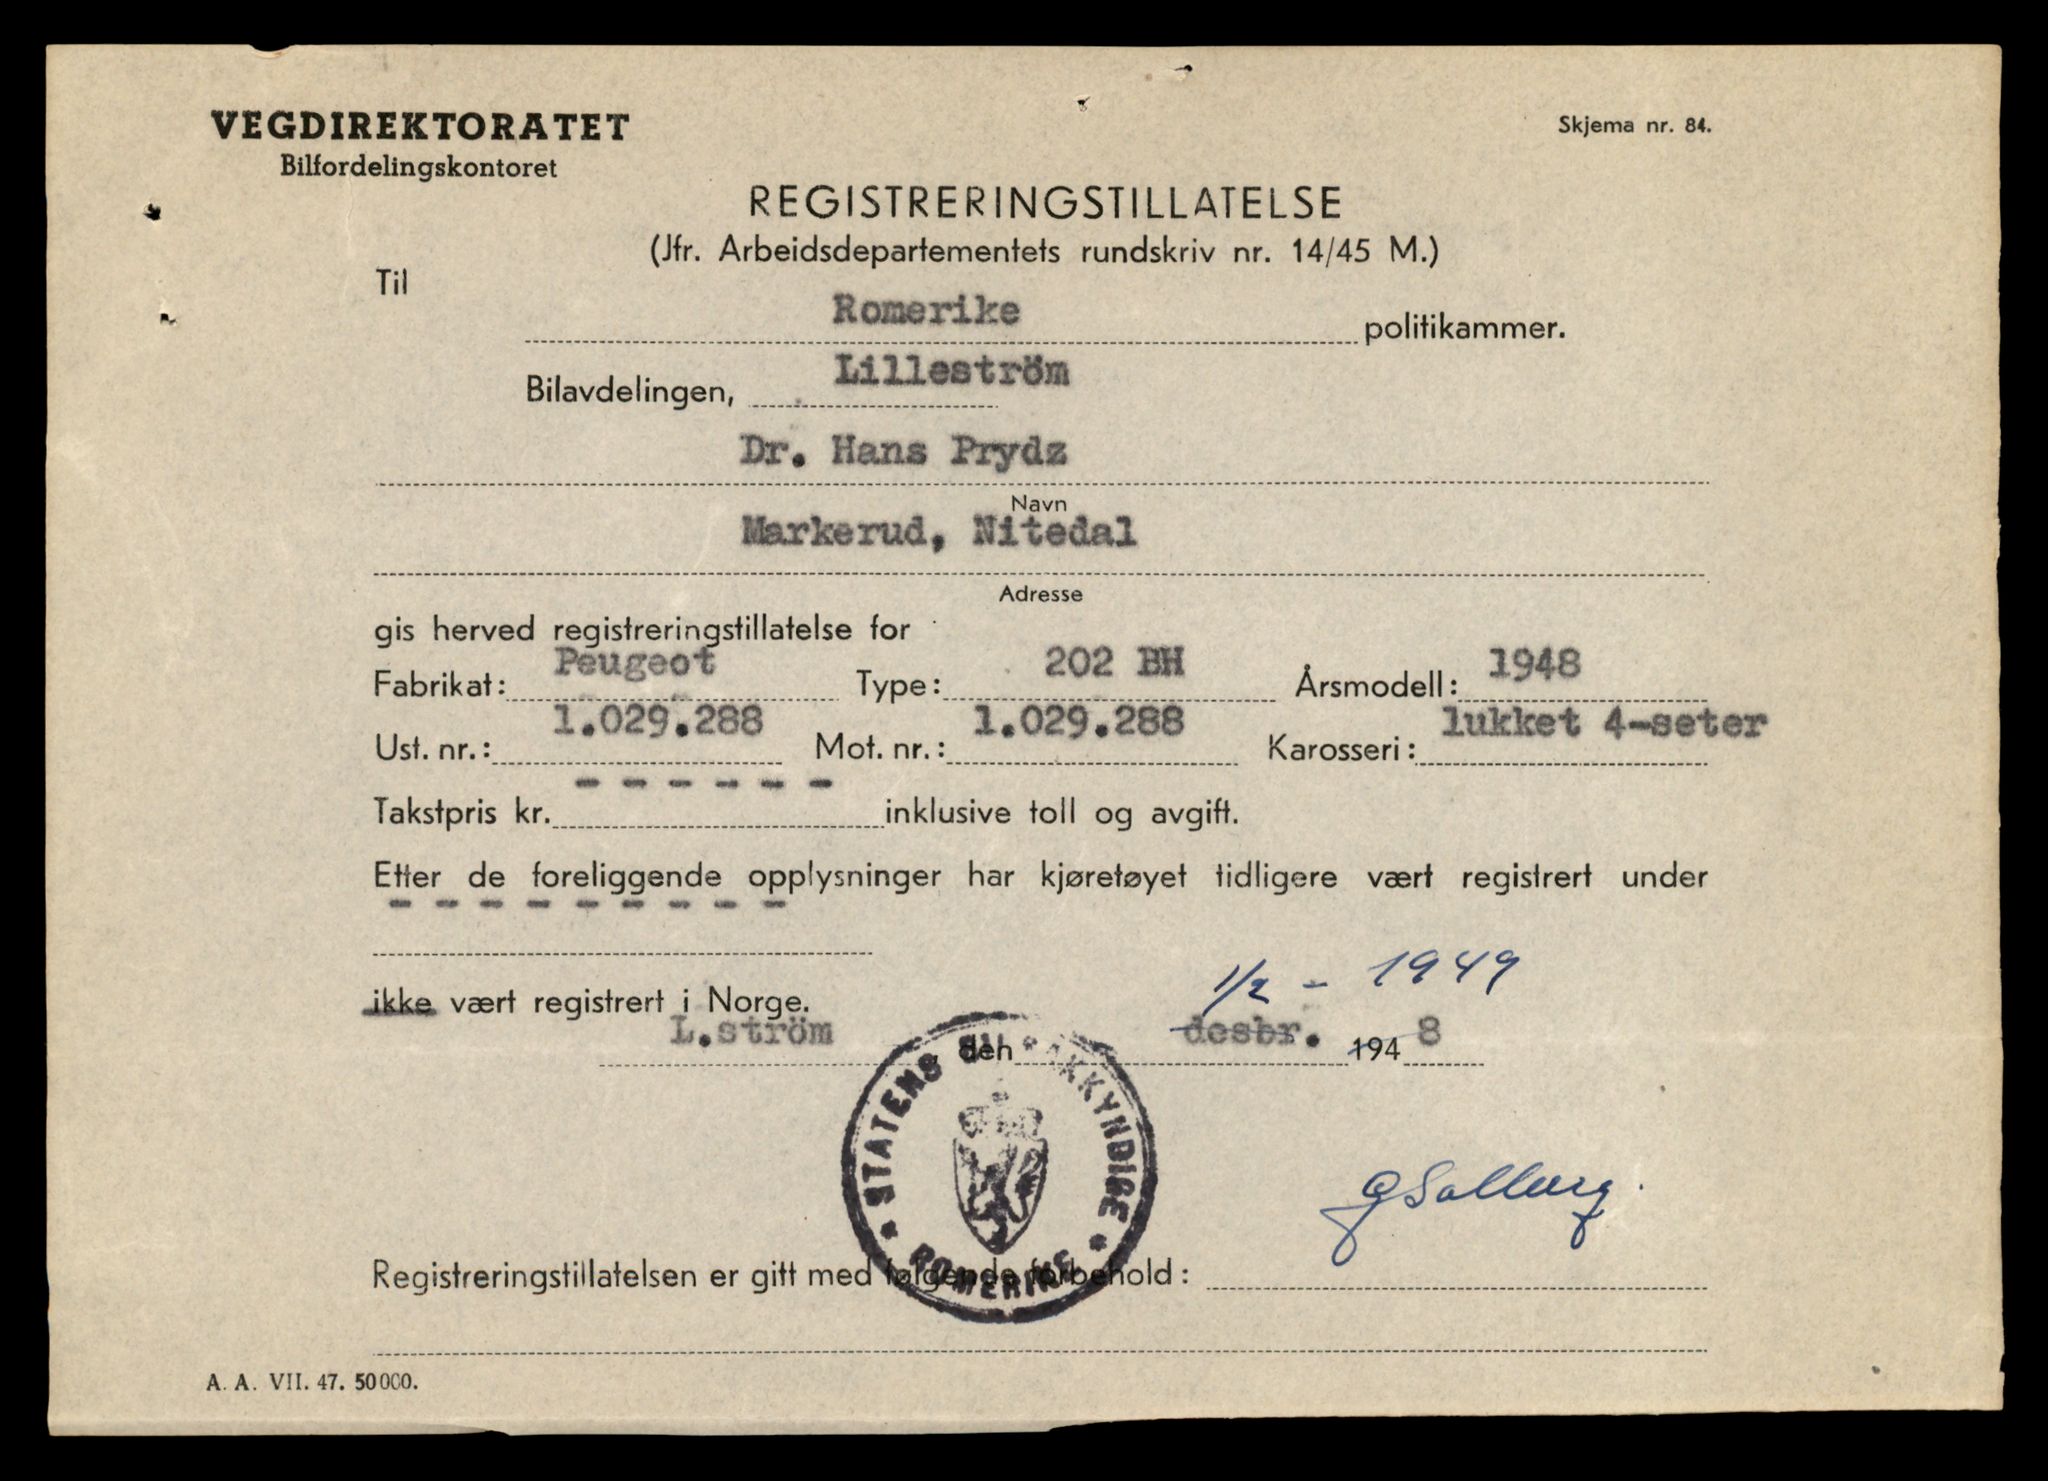 VEGDIREKTORATET
Bilfordelingskontoret
Skjema nr. 84.
REGISTRERINGSTILLATELSE
(Jfr. Arbeidsdepartementets rundskriv nr. 14/45 M.)
Til
Romerike politikammer.
Bilavdelingen, Lilleström
Dr. Hans Prydz
Navn
Markerud, Nitedal
Adresse
gis herved registreringstillatelse for
Fabrikat: Peugeot Type: 202 BH Årsmodell: 1948
Ust. nr.: 1.029.288 Mot. nr.: 1.029.288 Karosseri: lukket 4-seter
Takstpris kr. - - - - - - inklusive toll og avgift.
Etter de foreliggende opplysninger har kjøretøyet tidligere vært registrert under
- - - - - - - - -
ikke vært registrert i Norge.
1/2 - 1949
L.ström den desbr. 1948
STATENS BILSAKKYNDIGE
* ROMERIKE *
Registreringstillatelsen er gitt med følgende forbehold:
A. A. VII. 47. 50000.